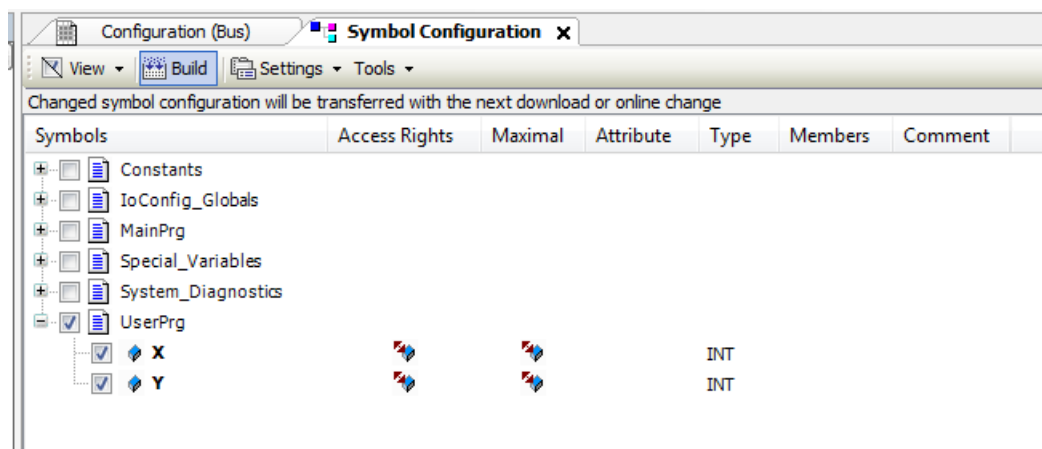 Configuration (Bus) Symbol Configuration x
View Build Settings Tools
Changed symbol configuration will be transferred with the next download or online change
Symbols Access Rights Maximal Attribute Type Members Comment
Constants
IoConfig_Globals
MainPrg
Special_Variables
System_Diagnostics
UserPrg
X INT
Y INT